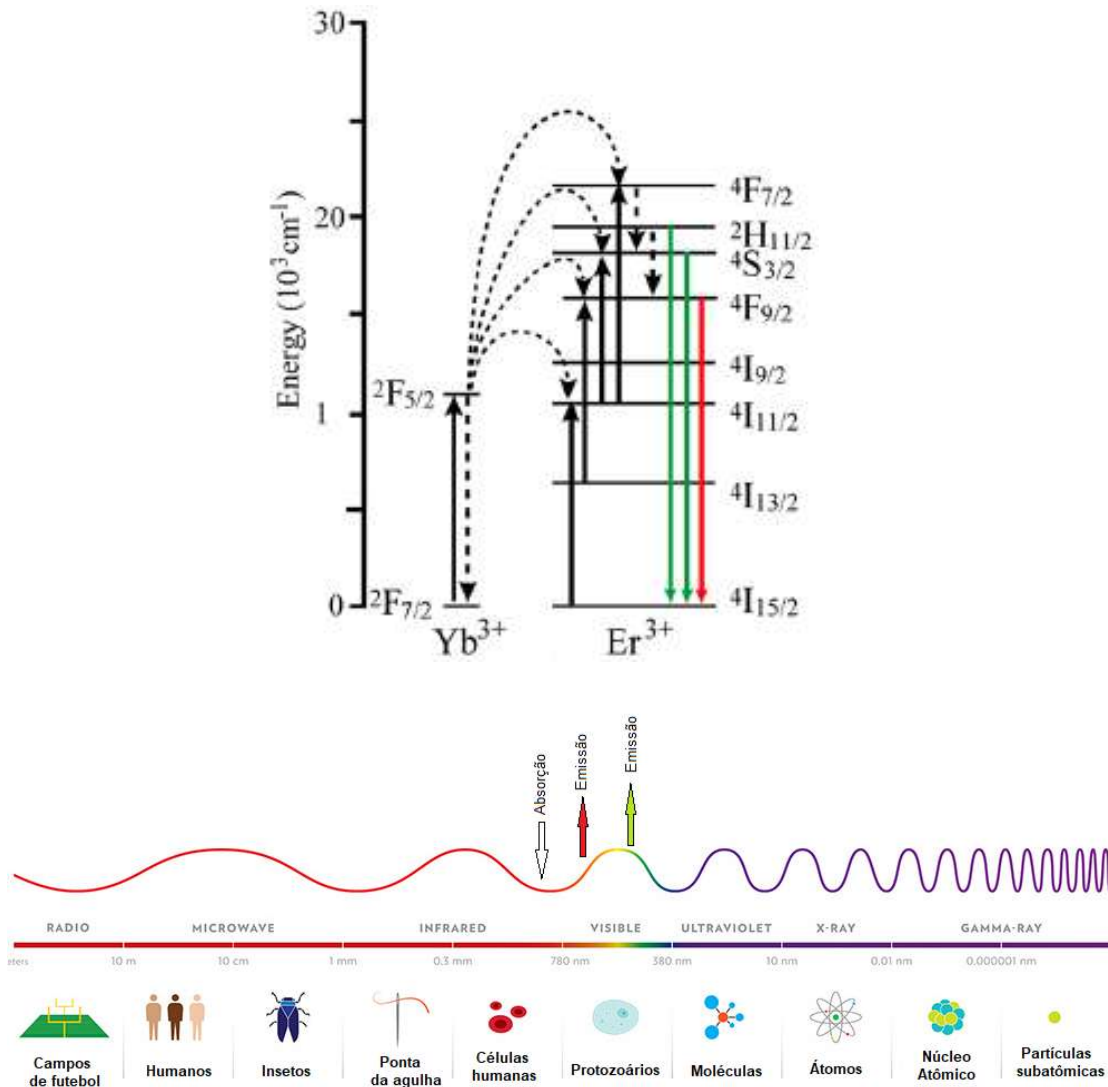 30
⁴F₇/₂
20
²H₁₁/₂
⁴S₃/₂
⁴F₉/₂
Energy (10³cm⁻¹)
⁴I₉/₂
²F₅/₂
1
⁴I₁₁/₂
⁴I₁₃/₂
0
²F₇/₂
⁴I₁₅/₂
Yb³⁺
Er³⁺
Absorção
Emissão
Emissão
RADIO MICROWAVE INFRARED VISIBLE ULTRAVIOLET X-RAY GAMMA-RAY
eters 10 m 10 cm 1 mm 0.3 mm 780 nm 380 nm 10 nm 0.01 nm 0.000001 nm
Campos
de futebol
Humanos
Insetos
Ponta
da agulha
Células
humanas
Protozoários
Moléculas
Átomos
Núcleo
Atômico
Partículas
subatômicas